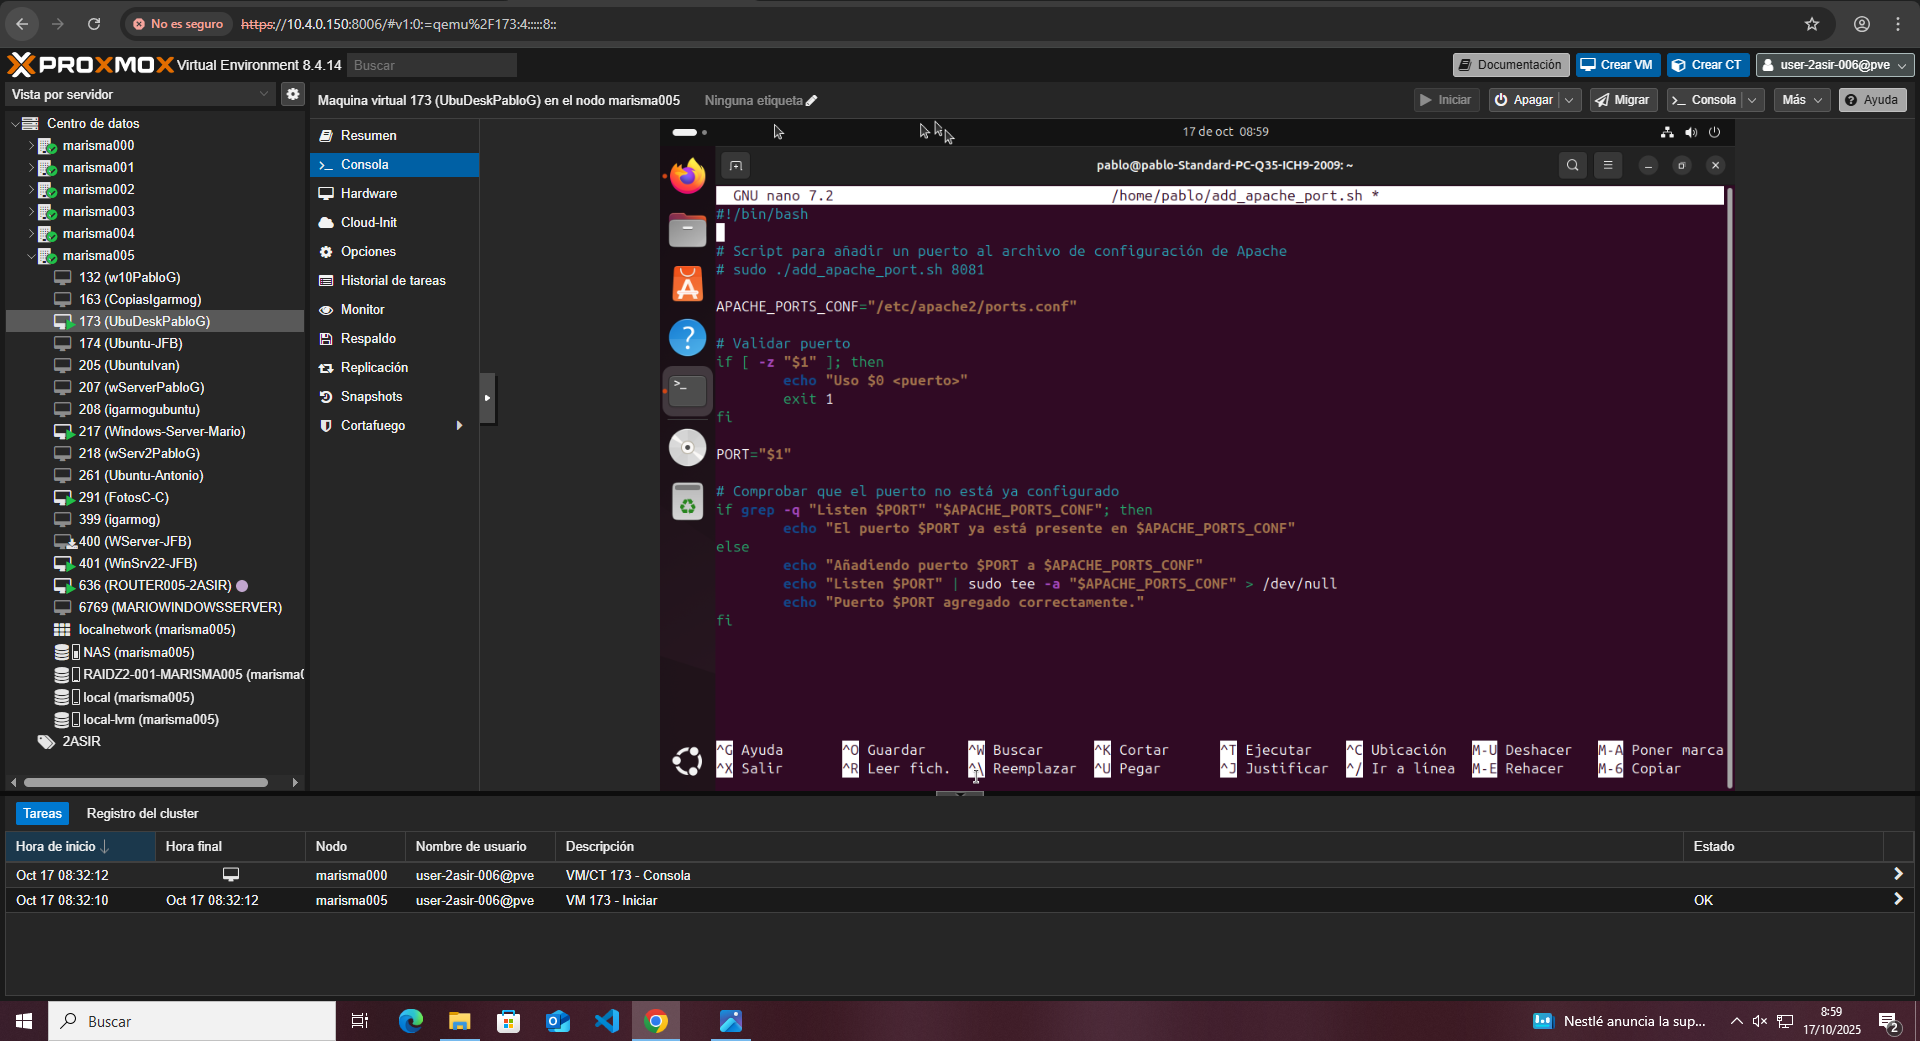 No es seguro
https://10.4.0.150:8006/#v1:0:=qemu%2F173:4:::::8::
PROXMOX Virtual Environment 8.4.14
Buscar
Documentación
Crear VM
Crear CT
user-2asir-006@pve
Vista por servidor
Maquina virtual 173 (UbuDeskPabloG) en el nodo marisma005
Ninguna etiqueta
Iniciar
Apagar
Migrar
Consola
Más
Ayuda
Centro de datos
marisma000
marisma001
marisma002
marisma003
marisma004
marisma005
132 (w10PabloG)
163 (CopiasIgarmog)
173 (UbuDeskPabloG)
174 (Ubuntu-JFB)
205 (UbuntuIvan)
207 (wServerPabloG)
208 (igarmogubuntu)
217 (Windows-Server-Mario)
218 (wServ2PabloG)
261 (Ubuntu-Antonio)
291 (FotosC-C)
399 (igarmog)
400 (WServer-JFB)
401 (WinSrv22-JFB)
636 (ROUTER005-2ASIR)
6769 (MARIOWINDOWSSERVER)
localnetwork (marisma005)
NAS (marisma005)
RAIDZ2-001-MARISMA005 (marisma0
local (marisma005)
local-lvm (marisma005)
2ASIR
Resumen
Consola
Hardware
Cloud-Init
Opciones
Historial de tareas
Monitor
Respaldo
Replicación
Snapshots
Cortafuego
17 de oct 08:59
pablo@pablo-Standard-PC-Q35-ICH9-2009: ~
GNU nano 7.2 /home/pablo/add_apache_port.sh *
#!/bin/bash
# Script para añadir un puerto al archivo de configuración de Apache
# sudo ./add_apache_port.sh 8081
APACHE_PORTS_CONF="/etc/apache2/ports.conf"
# Validar puerto
if [ -z "$1" ]; then
echo "Uso $0 <puerto>"
exit 1
fi
PORT="$1"
# Comprobar que el puerto no está ya configurado
if grep -q "Listen $PORT" "$APACHE_PORTS_CONF"; then
echo "El puerto $PORT ya está presente en $APACHE_PORTS_CONF"
else
echo "Añadiendo puerto $PORT a $APACHE_PORTS_CONF"
echo "Listen $PORT" | sudo tee -a "$APACHE_PORTS_CONF" > /dev/null
echo "Puerto $PORT agregado correctamente."
fi
^G Ayuda ^O Guardar ^W Buscar ^K Cortar ^T Ejecutar ^C Ubicación M-U Deshacer M-A Poner marca
^X Salir ^R Leer fich. ^\ Reemplazar ^U Pegar ^J Justificar ^/ Ir a línea M-E Rehacer M-6 Copiar
Tareas
Registro del cluster
Hora de inicio Hora final Nodo Nombre de usuario Descripción Estado
Oct 17 08:32:12 marisma000 user-2asir-006@pve VM/CT 173 - Consola
Oct 17 08:32:10 Oct 17 08:32:12 marisma005 user-2asir-006@pve VM 173 - Iniciar OK
Buscar
Nestlé anuncia la sup...
8:59
17/10/2025
2